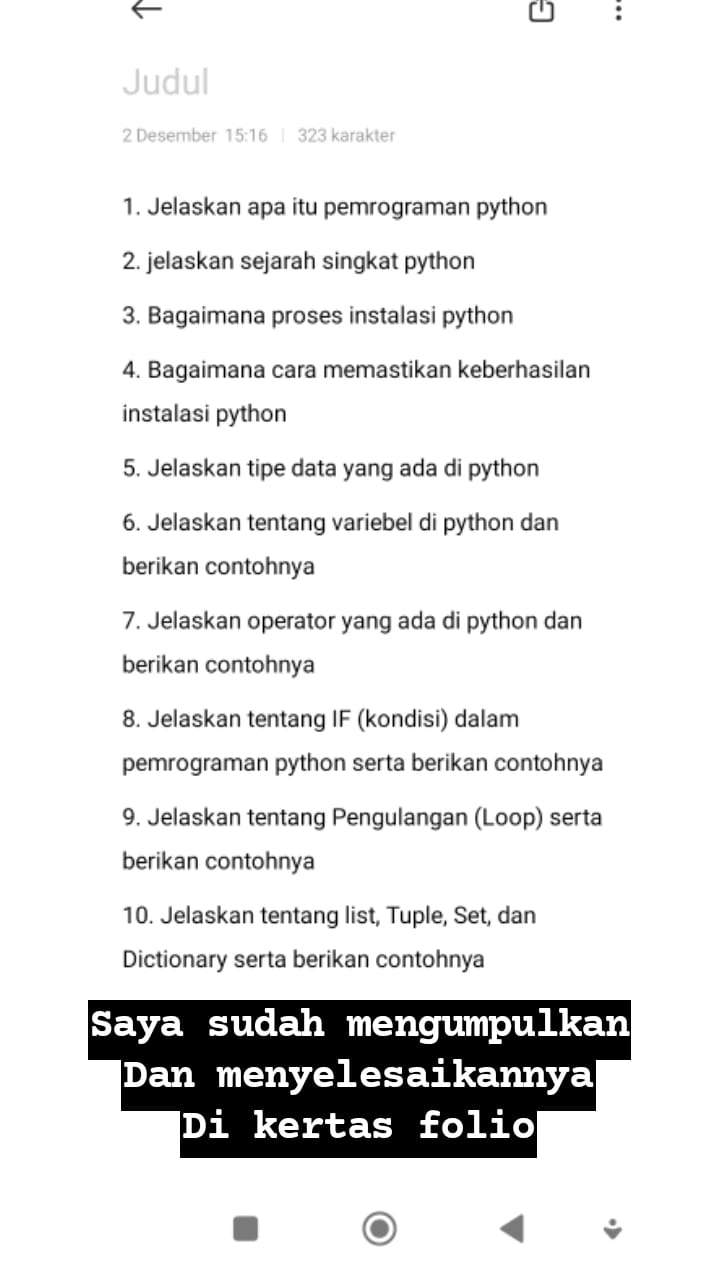 Judul
2 Desember 15:16 | 323 karakter
1. Jelaskan apa itu pemrograman python
2. jelaskan sejarah singkat python
3. Bagaimana proses instalasi python
4. Bagaimana cara memastikan keberhasilan
instalasi python
5. Jelaskan tipe data yang ada di python
6. Jelaskan tentang variebel di python dan
berikan contohnya
7. Jelaskan operator yang ada di python dan
berikan contohnya
8. Jelaskan tentang IF (kondisi) dalam
pemrograman python serta berikan contohnya
9. Jelaskan tentang Pengulangan (Loop) serta
berikan contohnya
10. Jelaskan tentang list, Tuple, Set, dan
Dictionary serta berikan contohnya
Saya sudah mengumpulkan
Dan menyelesaikannya
Di kertas folio